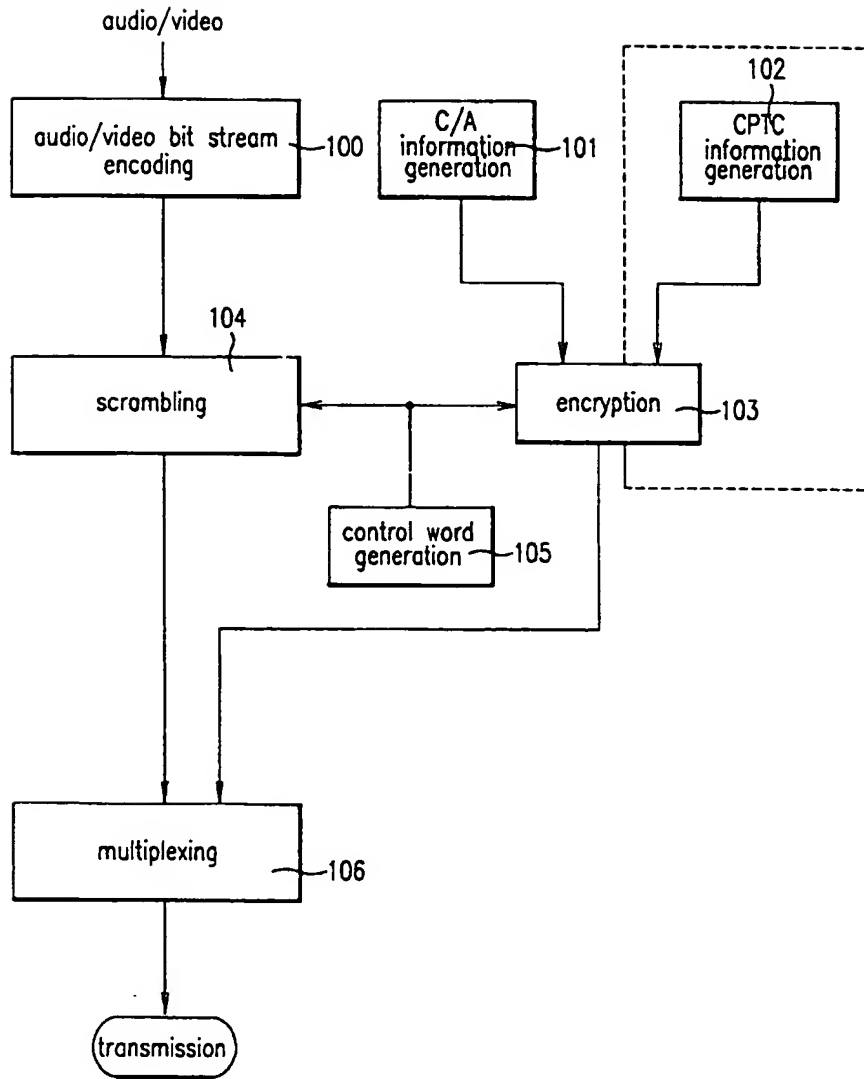 audio/video
audio/video bit stream
encoding
100
C/A
information
generation
101
102
CPTC
information
generation
104
scrambling
encryption
103
control word
generation
105
multiplexing
106
transmission